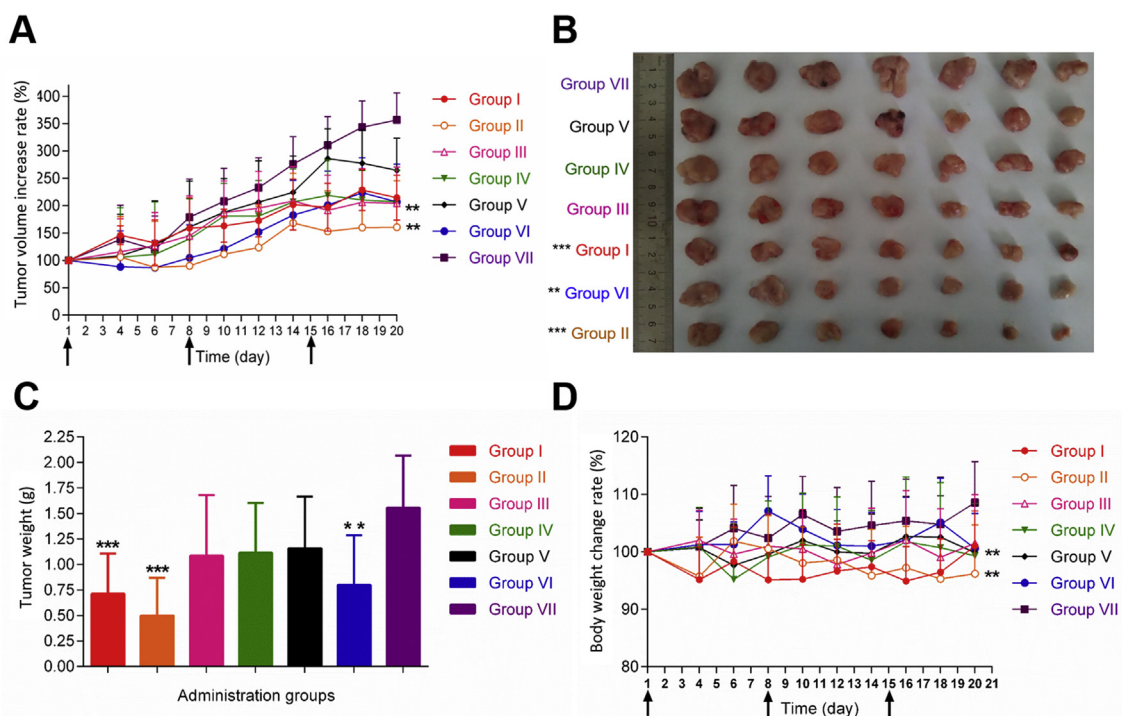 A
Tumor volume increase rate (%)
400
350
300
250
200
150
100
50
0
1 2 3 4 5 6 7 8 9 10 11 12 13 14 15 16 17 18 19 20
Time (day)
**
**
Group I
Group II
Group III
Group IV
Group V
Group VI
Group VII
B
Group VII
Group V
Group IV
Group III
*** Group I
** Group VI
*** Group II
C
Tumor weight (g)
2.25
2.00
1.75
1.50
1.25
1.00
0.75
0.50
0.25
0.00
***
***
* *
Administration groups
Group I
Group II
Group III
Group IV
Group V
Group VI
Group VII
D
Body weight change rate (%)
120
110
100
90
80
1 2 3 4 5 6 7 8 9 10 11 12 13 14 15 16 17 18 19 20 21
Time (day)
**
**
Group I
Group II
Group III
Group IV
Group V
Group VI
Group VII